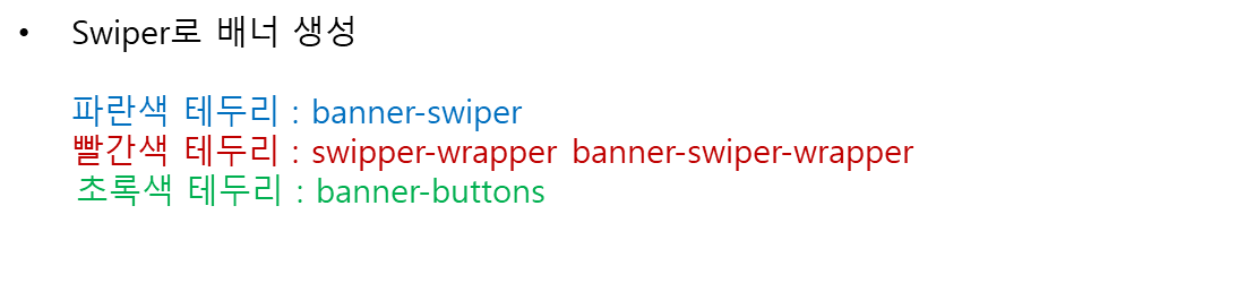 • Swiper로 배너 생성
파란색 테두리 : banner-swiper
빨간색 테두리 : swipper-wrapper banner-swiper-wrapper
초록색 테두리 : banner-buttons